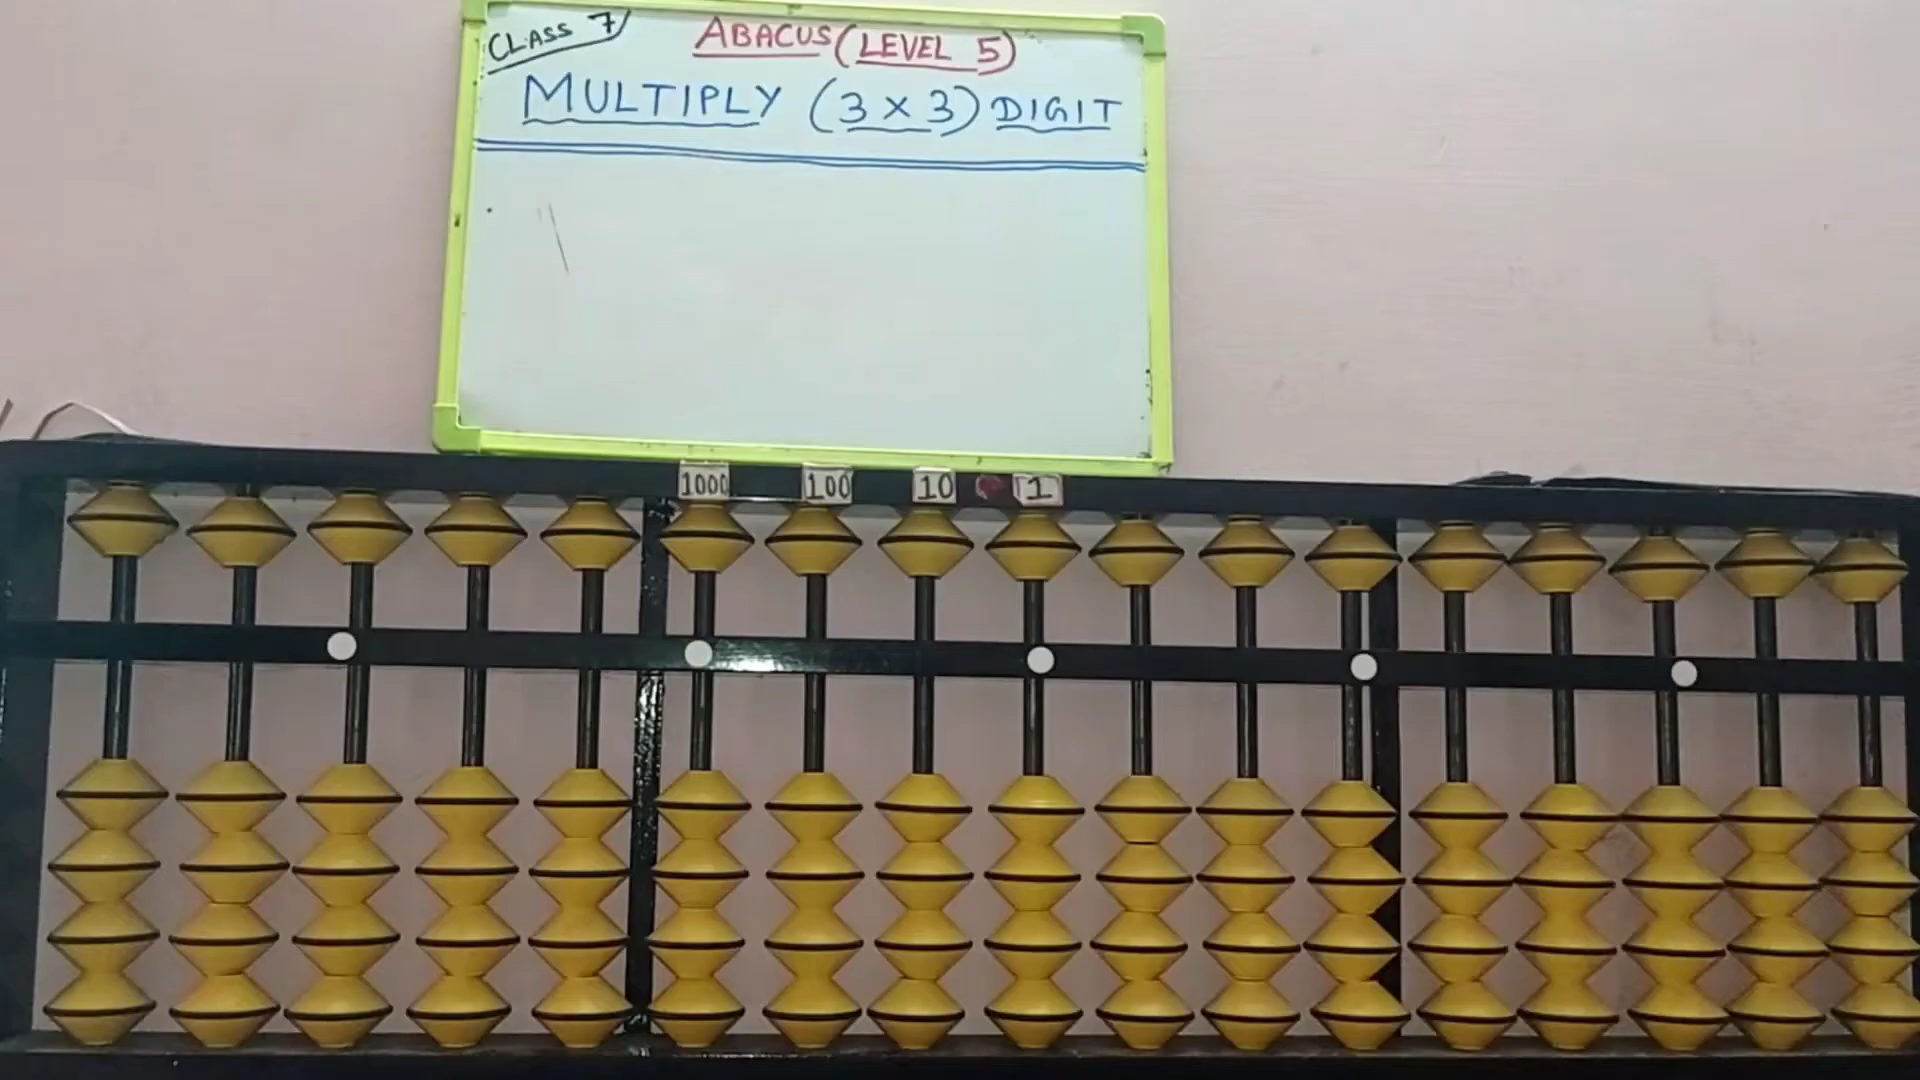 CLASS 7
ABACUS (LEVEL 5)
MULTIPLY (3 X 3) DIGIT
1000 100 10 1